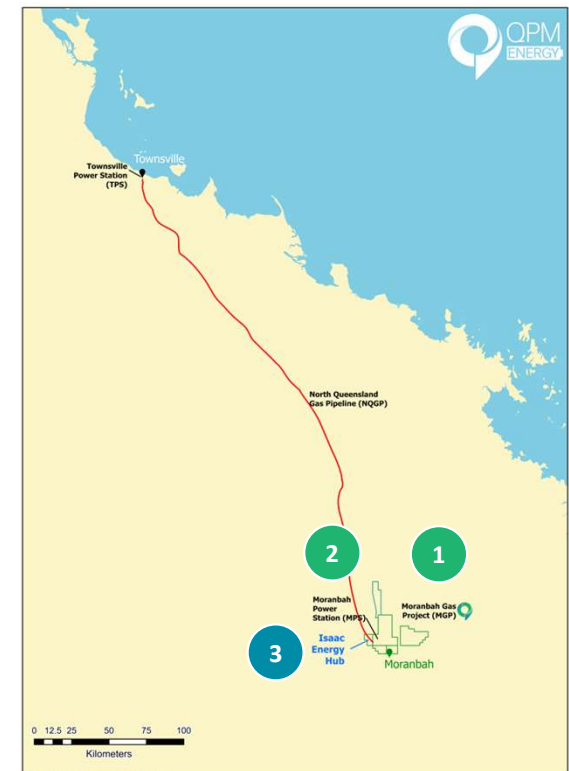 QPM
ENERGY
Townsville
Townsville
Power Station
(TPS)
North Queensland
Gas Pipeline (NQGP)
2
1
Moranbah
Power
Station (MPS)
Moranbah Gas
Project (MGP)
3
Isaac
Energy
Hub
Moranbah
0 12.5 25 50 75 100
Kilometers